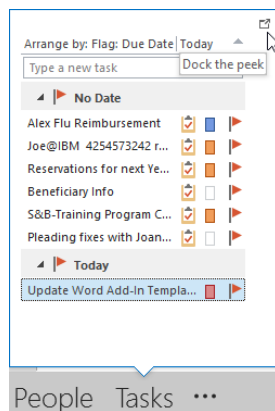 Arrange by: Flag: Due Date Today
Type a new task
Dock the peek
No Date
Alex Flu Reimbursement
Joe@IBM 4254573242 r...
Reservations for next Ye...
Beneficiary Info
S&B-Training Program C...
Pleading fixes with Joan...
Today
Update Word Add-In Templa...
People Tasks ...